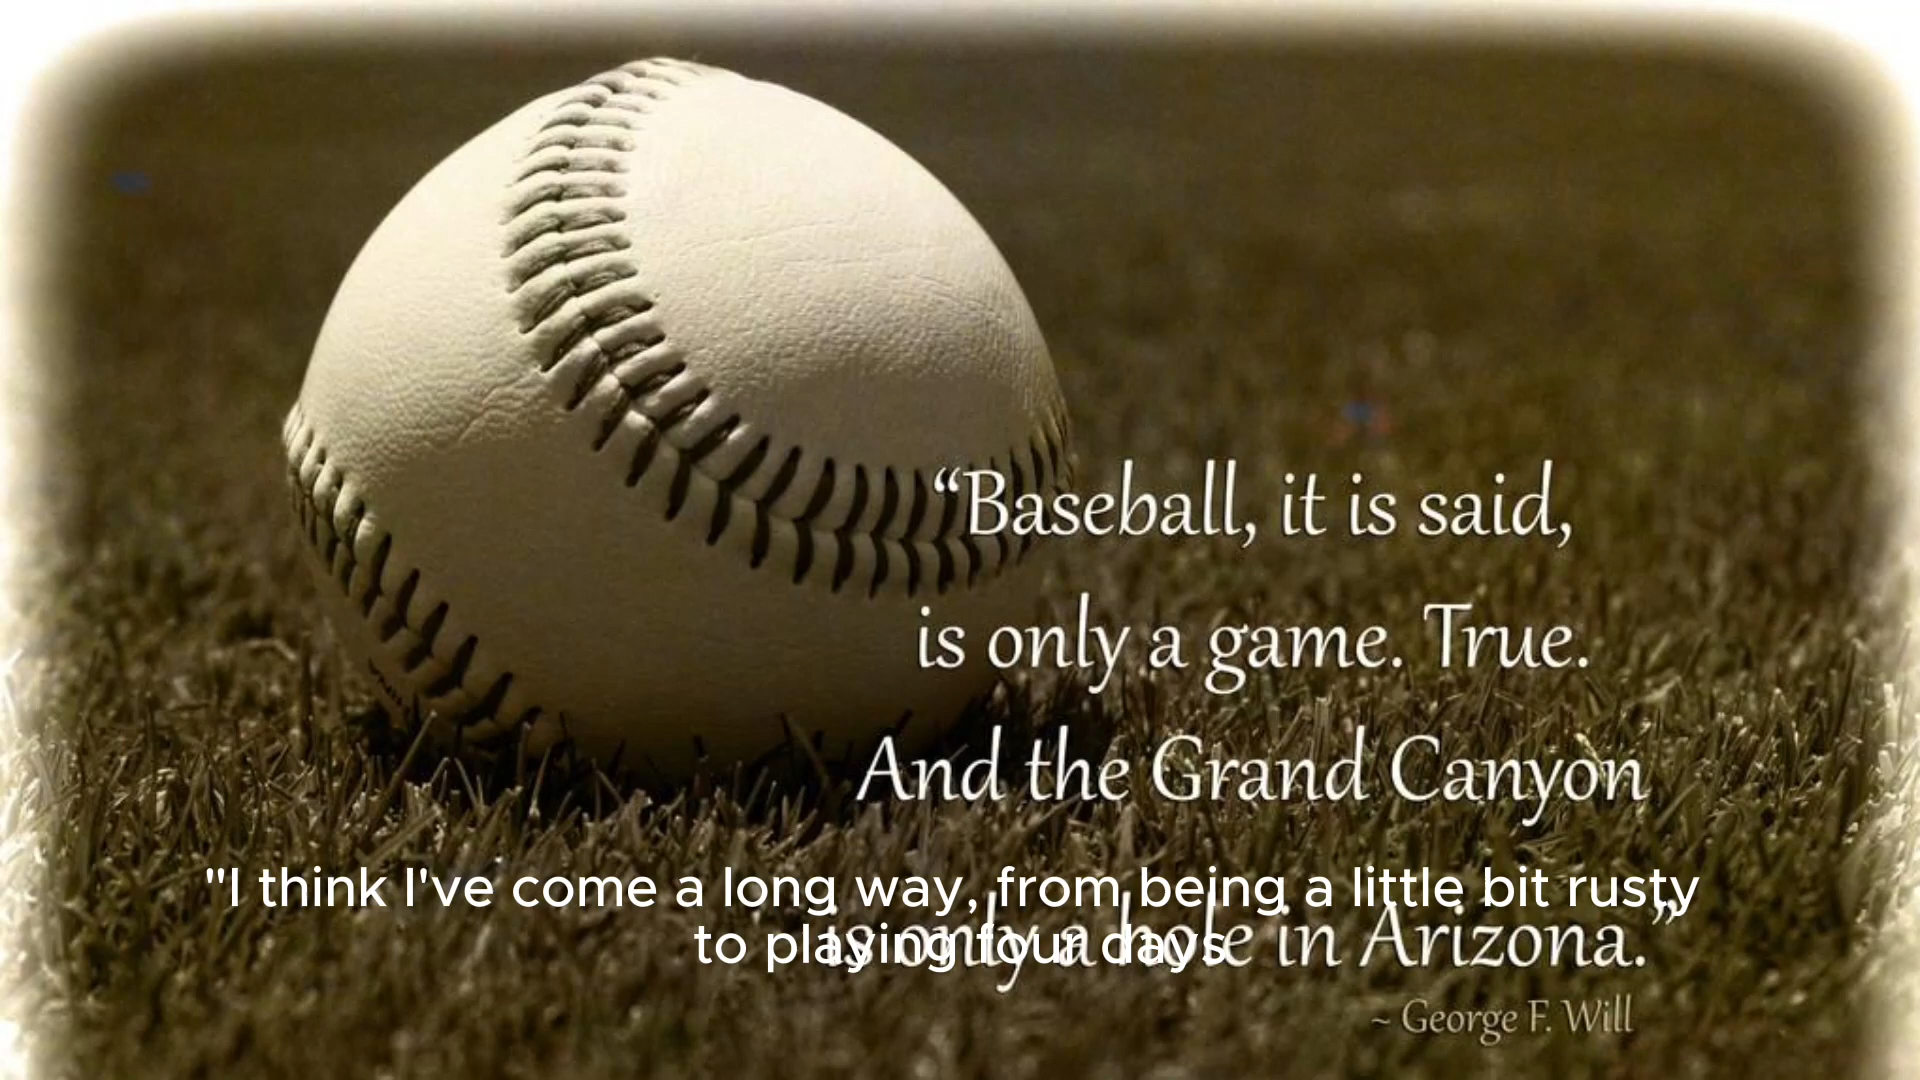 “Baseball, it is said,
is only a game. True.
And the Grand Canyon
is only a hole in Arizona.”
~ George F. Will
"I think I've come a long way, from being a little bit rusty
to playing four days